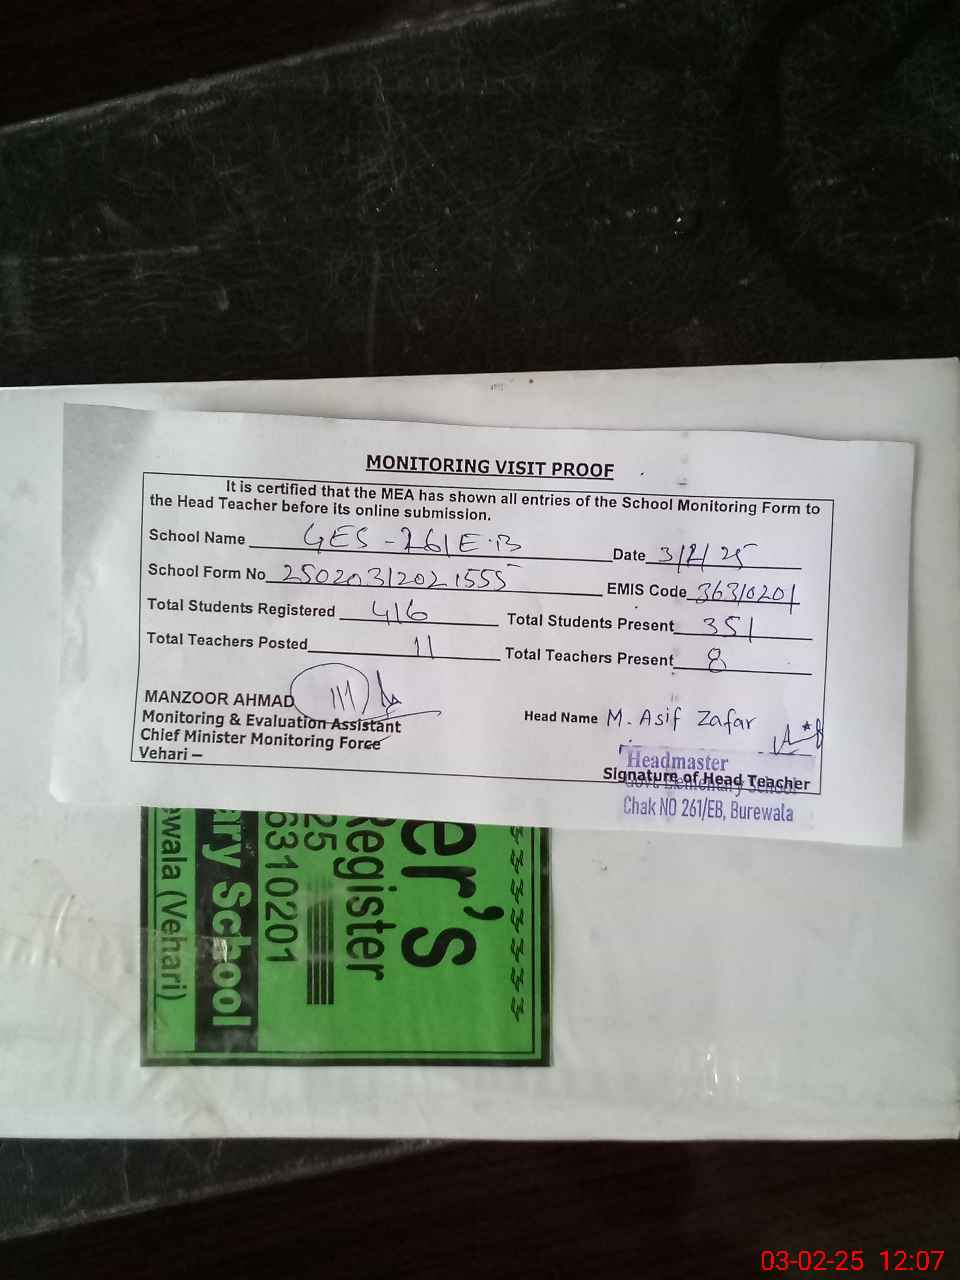 MONITORING VISIT PROOF
It is certified that the MEA has shown all entries of the School Monitoring Form to
the Head Teacher before its online submission.
School Name GES - 261 E.B Date 3/2/25
School Form No 25020312021555 EMIS Code 36310201
Total Students Registered 416 Total Students Present 351
Total Teachers Posted 11 Total Teachers Present 8
MANZOOR AHMAD
Monitoring & Evaluation Assistant
Chief Minister Monitoring Force
Vehari –
Head Name M. Asif Zafar
Headmaster
Signature of Head Teacher
Govt. Elementary School
Chak NO 261/EB, Burewala
er's
Register
25
6310201
ary School
ewala (Vehari)
03-02-25 12:07